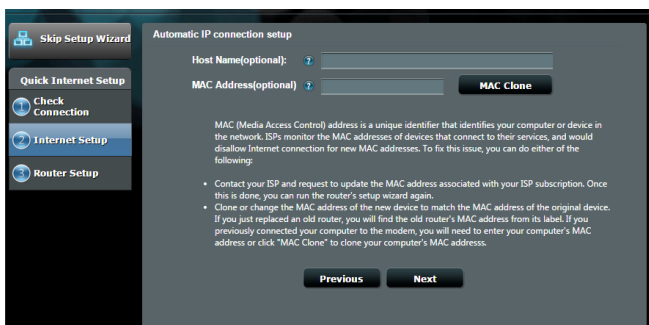 Skip Setup Wizard
Quick Internet Setup
1 Check Connection
2 Internet Setup
3 Router Setup
Automatic IP connection setup
Host Name(optional): ?
MAC Address(optional) ? MAC Clone
MAC (Media Access Control) address is a unique identifier that identifies your computer or device in
the network. ISPs monitor the MAC addresses of devices that connect to their services, and would
disallow Internet connection for new MAC addresses. To fix this issue, you can do either of the
following:
• Contact your ISP and request to update the MAC address associated with your ISP subscription. Once
this is done, you can run the router's setup wizard again.
• Clone or change the MAC address of the new device to match the MAC address of the original device.
If you just replaced an old router, you will find the old router's MAC address from its label. If you
previously connected your computer to the modem, you will need to enter your computer's MAC
address or click "MAC Clone" to clone your computer's MAC addresss.
Previous Next